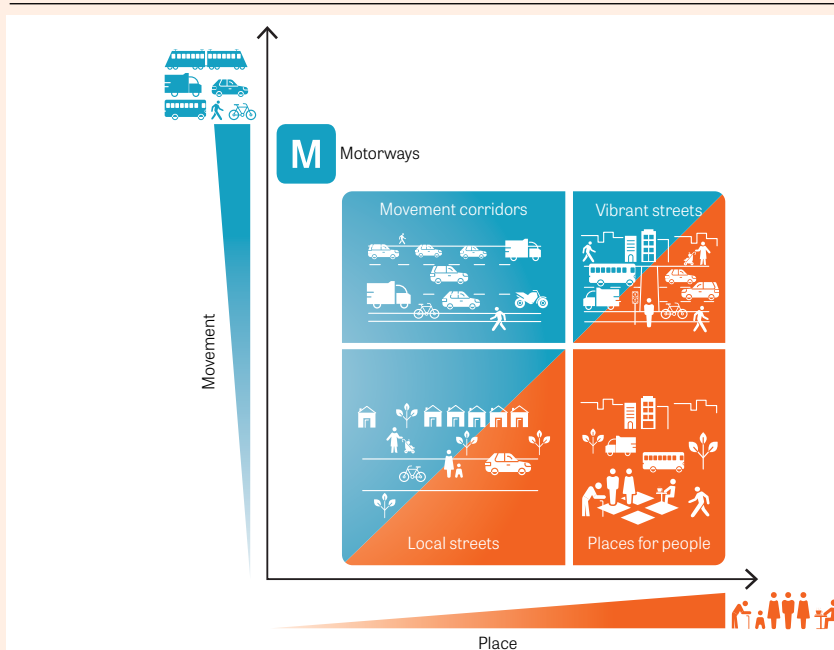 M
Motorways
Movement corridors
Vibrant streets
Movement
Local streets
Places for people
Place